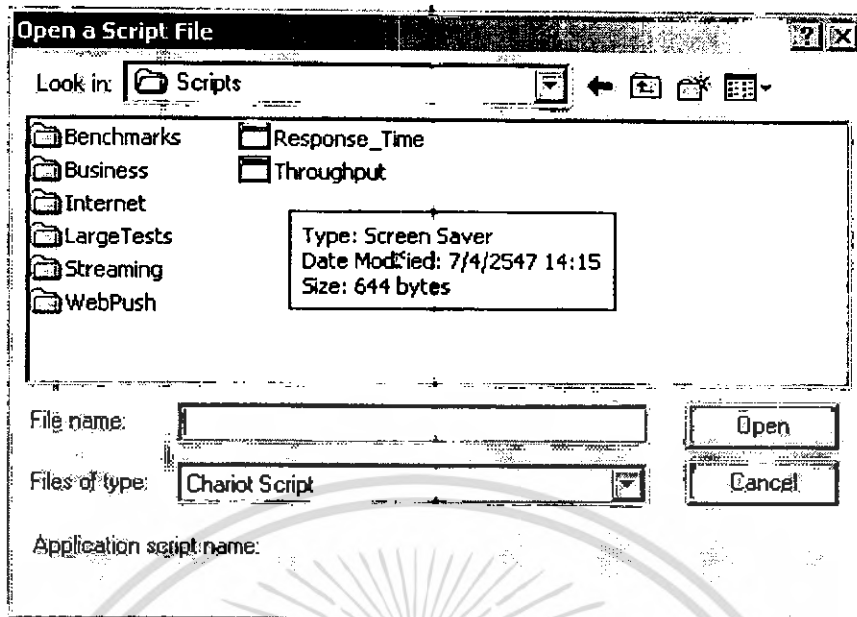 Open a Script File
Look in: Scripts
Benchmarks
Business
Internet
LargeTests
Streaming
WebPush
Response_Time
Throughput
Type: Screen Saver
Date Modified: 7/4/2547 14:15
Size: 644 bytes
File name:
Open
Files of type: Chariot Script
Cancel
Application script name: